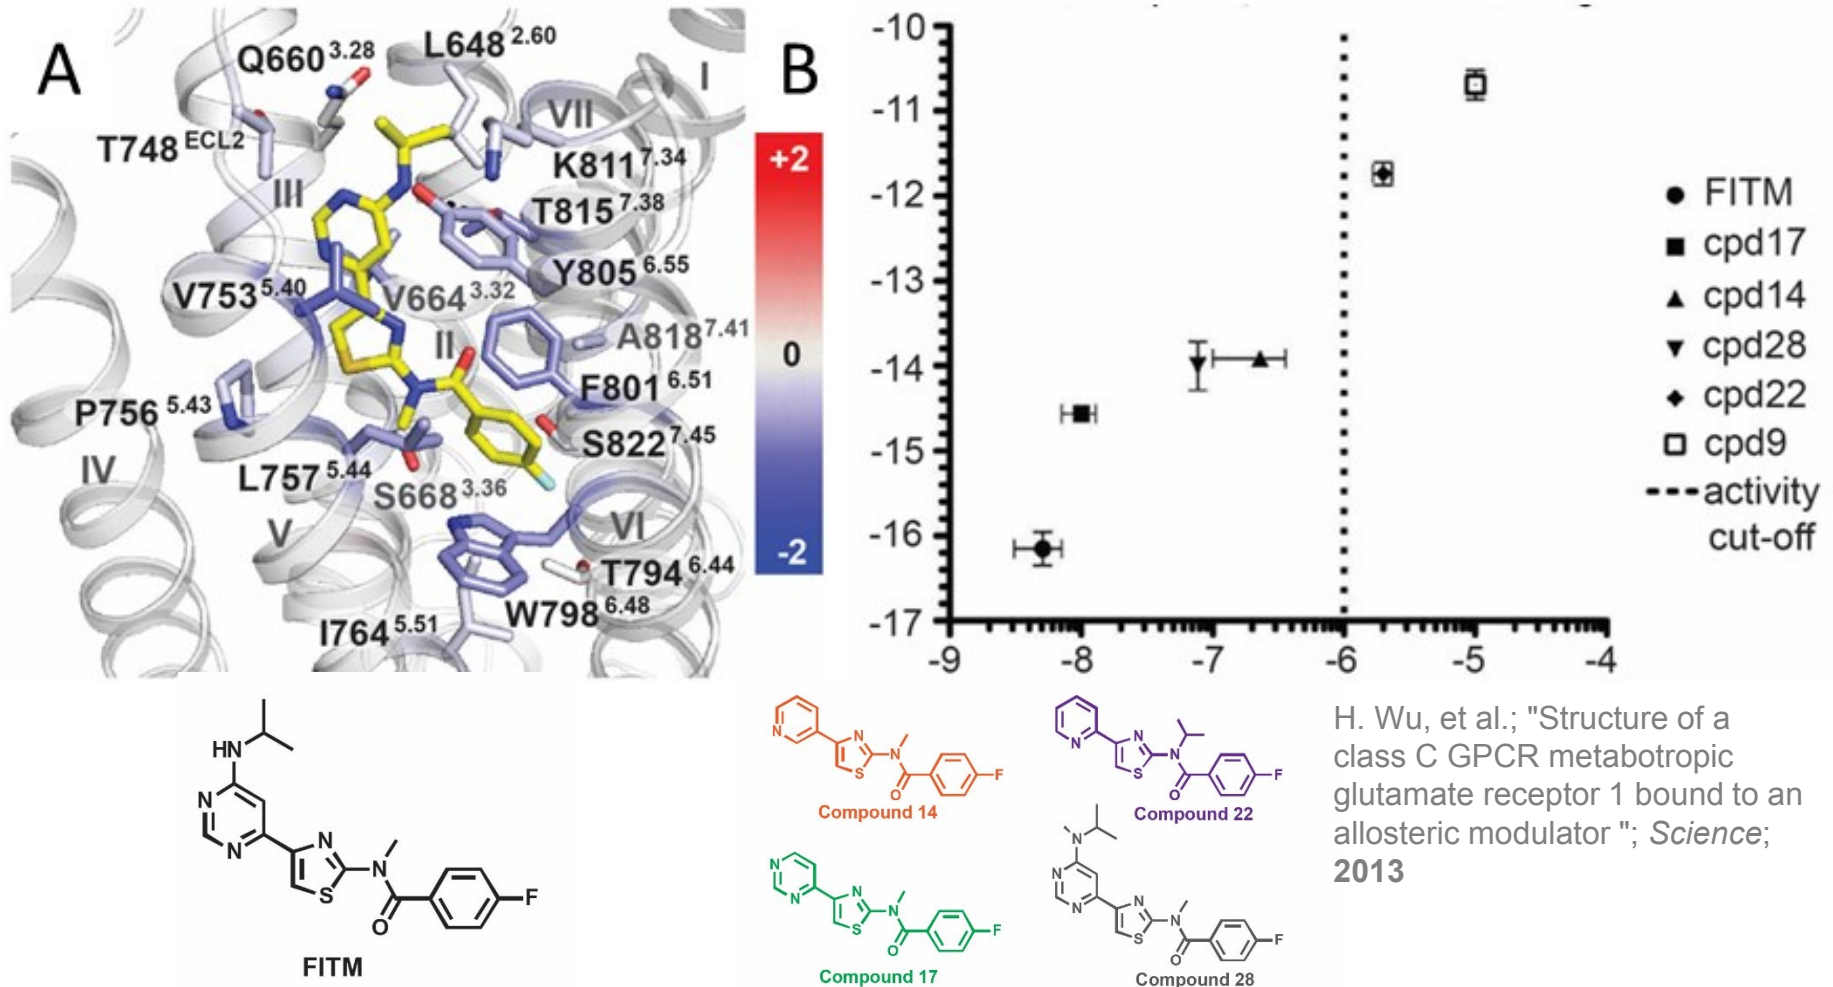 A
Q660 3.28
L648 2.60
I
T748 ECL2
VII
K811 7.34
III
T815 7.38
Y805 6.55
V753 5.40
V664 3.32
II
A818 7.41
F801 6.51
P756 5.43
S822 7.45
IV
L757 5.44
S668 3.36
V
VI
T794 6.44
W798 6.48
I764 5.51
+2
0
-2
B
-10
-11
-12
-13
-14
-15
-16
-17
-9
-8
-7
-6
-5
-4
FITM
cpd17
cpd14
cpd28
cpd22
cpd9
activity
cut-off
HN
N
N
N
S
N
O
F
FITM
N
N
S
N
O
F
Compound 14
N
N
S
N
O
F
Compound 22
N
N
N
S
N
O
F
Compound 17
N
N
N
N
S
N
O
F
Compound 28
H. Wu, et al.; "Structure of a
class C GPCR metabotropic
glutamate receptor 1 bound to an
allosteric modulator "; Science;
2013